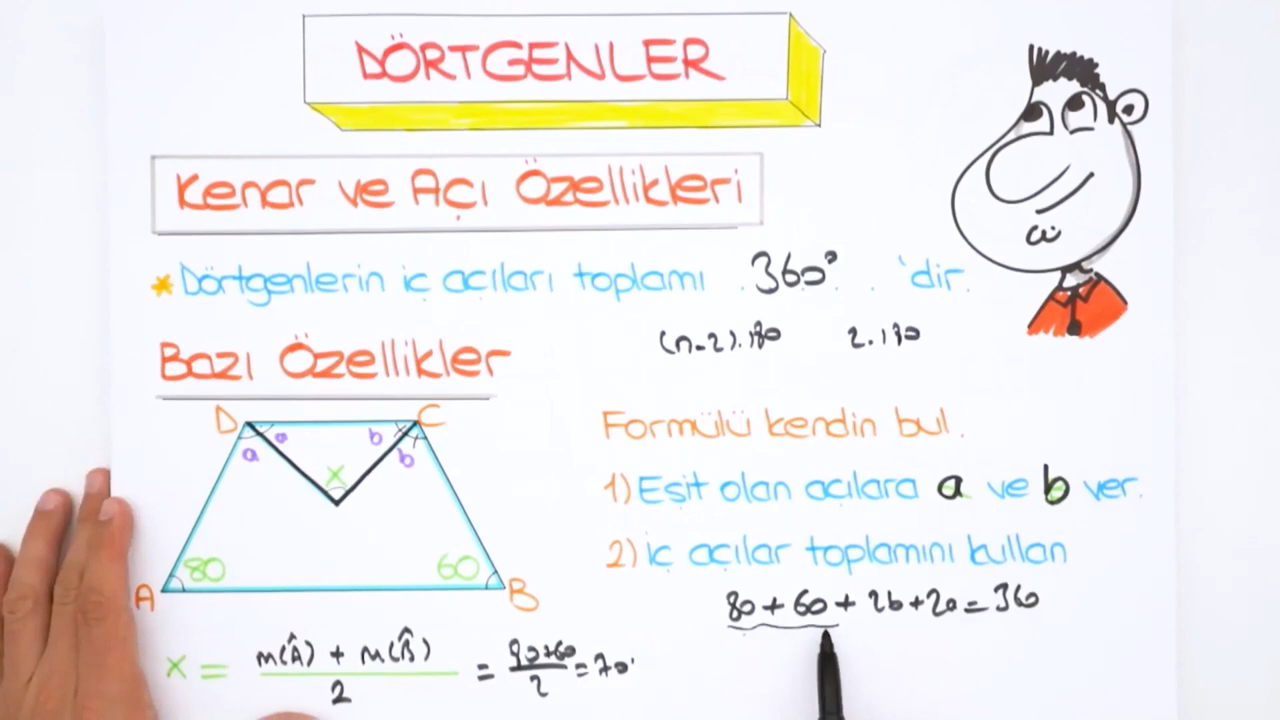 DÖRTGENLER
Kenar ve Açı Özellikleri
* Dörtgenlerin iç açıları toplamı 360° 'dir.
(n-2).180 2.180
Bazı Özellikler
D C
a a b b
x
80 60
A B
Formülü kendin bul.
1) Eşit olan açılara a ve b ver.
2) İç açılar toplamını kullan
80 + 60 + 2b + 2a = 360
x = m(Â) + m(B̂) / 2 = 80+60 / 2 = 70°